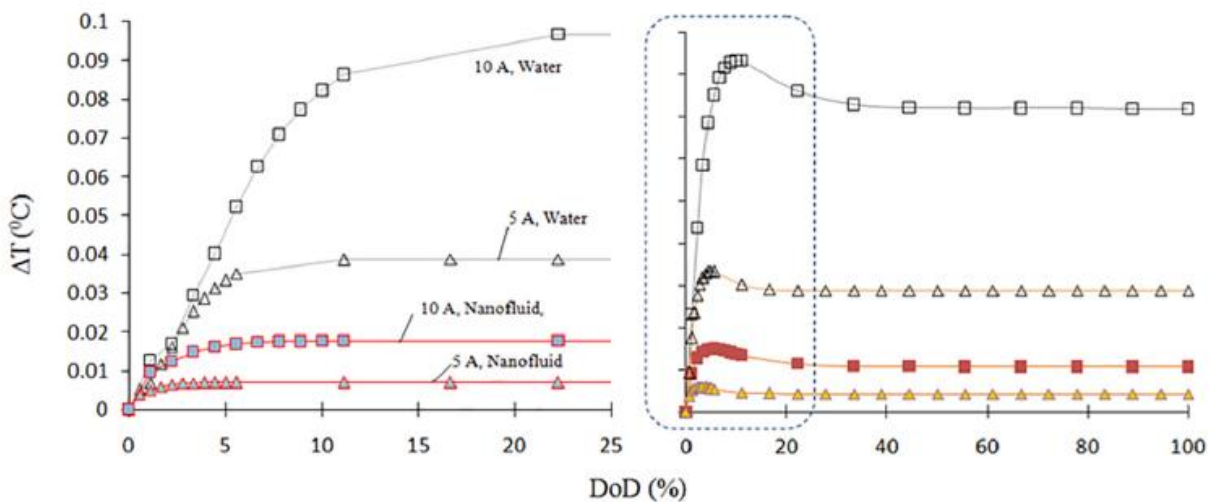 0.1
0.09
0.08
0.07
0.06
0.05
0.04
0.03
0.02
0.01
0
ΔT (⁰C)
10 A, Water
5 A, Water
10 A, Nanofluid,
5 A, Nanofluid
0 5 10 15 20 25
0 20 40 60 80 100
DoD (%)